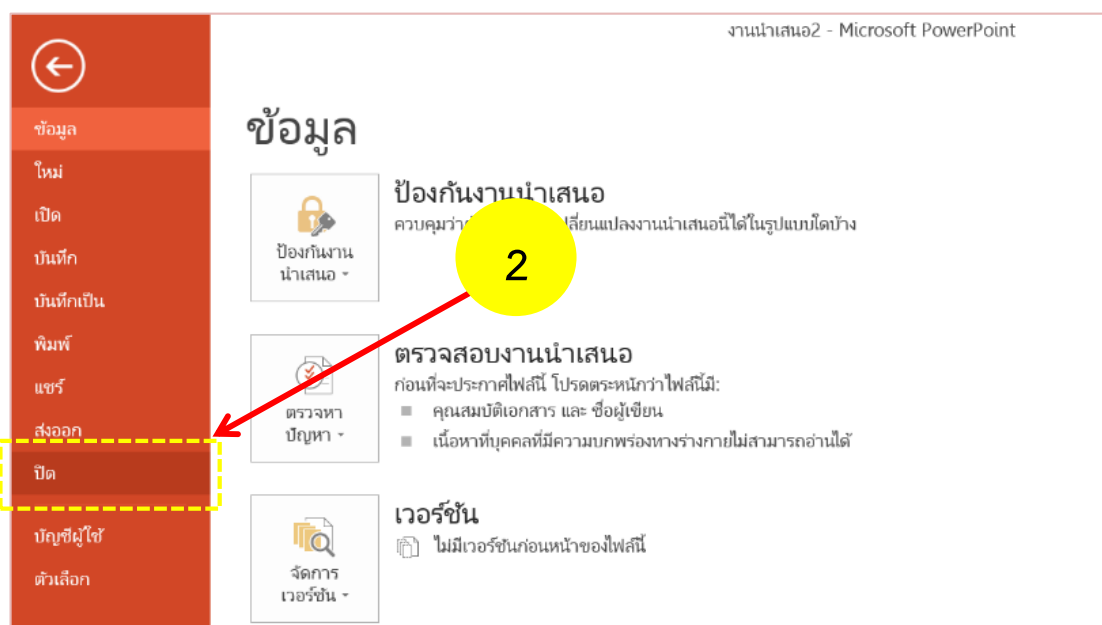 งานนำเสนอ2 - Microsoft PowerPoint
ข้อมูล
ใหม่
เปิด
บันทึก
บันทึกเป็น
พิมพ์
แชร์
ส่งออก
ปิด
บัญชีผู้ใช้
ตัวเลือก
ข้อมูล
ป้องกันงาน
นำเสนอ
ป้องกันงานนำเสนอ
ควบคุมว่า ลี่ยนแปลงงานนำเสนอนี้ได้ในรูปแบบใดบ้าง
2
ตรวจหา
ปัญหา
ตรวจสอบงานนำเสนอ
ก่อนที่จะประกาศไฟล์นี้ โปรดตระหนักว่าไฟล์นี้มี:
คุณสมบัติเอกสาร และ ชื่อผู้เขียน
เนื้อหาที่บุคคลที่มีความบกพร่องทางร่างกายไม่สามารถอ่านได้
จัดการ
เวอร์ชัน
เวอร์ชัน
ไม่มีเวอร์ชันก่อนหน้าของไฟล์นี้